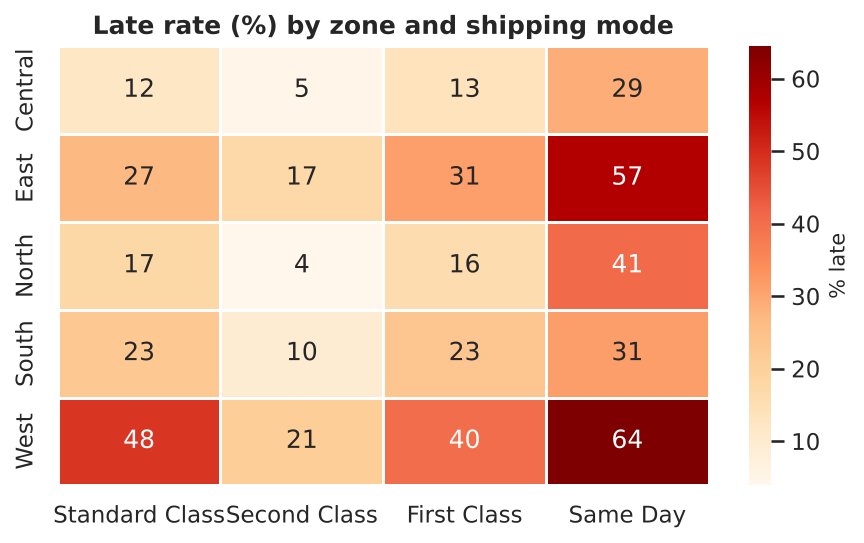 Late rate (%) by zone and shipping mode
Central 12 5 13 29
East 27 17 31 57
North 17 4 16 41
South 23 10 23 31
West 48 21 40 64
Standard Class Second Class First Class Same Day
60
50
40
30
20
10
% late